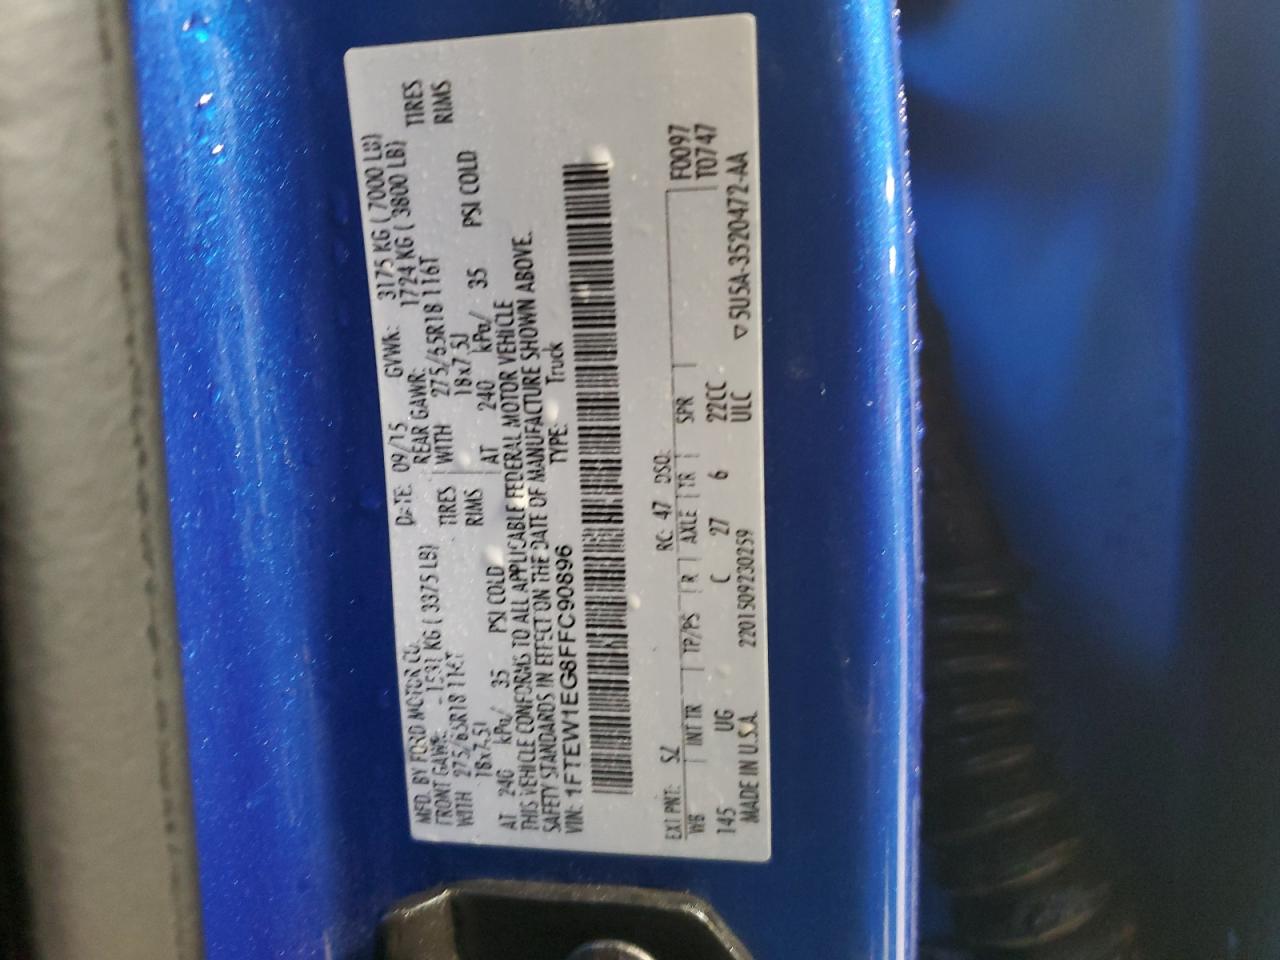 MFD. BY FORD MOTOR CO.
DATE: 09/15 GVWR: 3175 KG ( 7000 LB)
FRONT GAWR: 1531 KG ( 3375 LB) REAR GAWR: 1724 KG ( 3800 LB)
WITH 275/65R18 116T TIRES WITH 275/65R18 116T TIRES
18x7.5J RIMS 18x7.5J RIMS
AT 240 kPa/ 35 PSI COLD AT 240 kPa/ 35 PSI COLD
THIS VEHICLE CONFORMS TO ALL APPLICABLE FEDERAL MOTOR VEHICLE
SAFETY STANDARDS IN EFFECT ON THE DATE OF MANUFACTURE SHOWN ABOVE.
VIN: 1FTEW1EG8FFC90896 TYPE: Truck
EXT PNT: SZ RC: 47 DSO: F0097
WB INT TR TP/PS R AXLE TR SPR T0747
145 UG C 27 6 22CC
ULC
MADE IN U.S.A. 2201509230259 ▽5U5A-3520472-AA